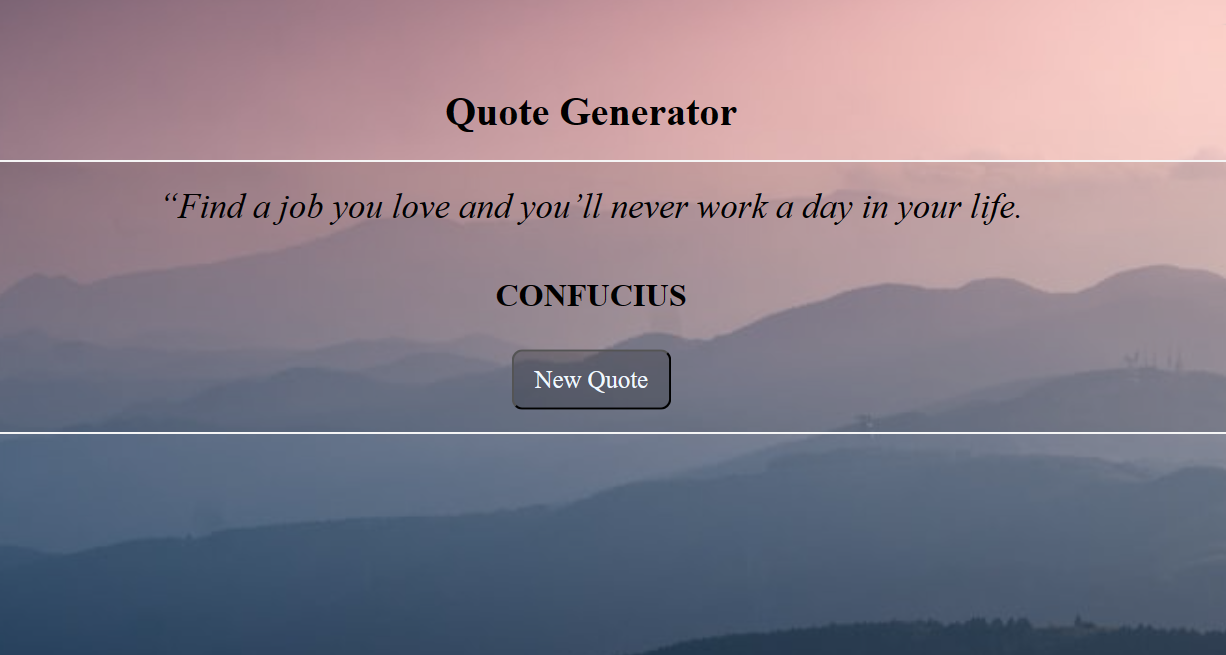 Quote Generator
“Find a job you love and you’ll never work a day in your life.
CONFUCIUS
New Quote